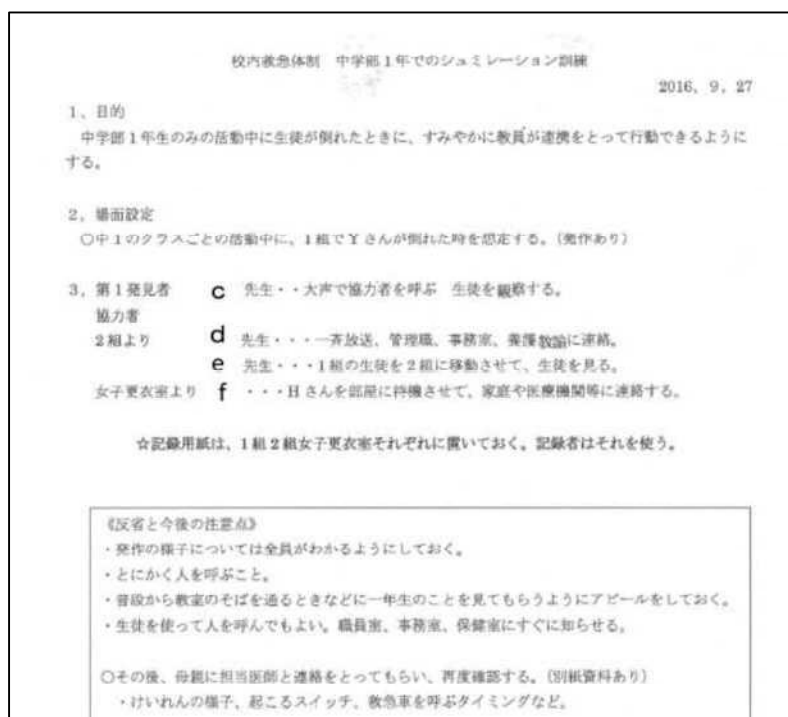 校内救急体制 中学部1年でのシュミレーション訓練
2016，9，27
1、目的
中学部1年生のみの活動中に生徒が倒れたときに、すみやかに教員が連携をとって行動できるように
する。
2，場面設定
○中1のクラスごとの活動中に、1組でYさんが倒れた時を想定する。（発作あり）
3，第1発見者 c 先生・・大声で協力者を呼ぶ 生徒を観察する。
協力者
2組より d 先生・・・一斉放送、管理職、事務室、養護教諭に連絡。
e 先生・・・1組の生徒を2組に移動させて、生徒を見る。
女子更衣室より f ・・・Hさんを部屋に待機させて、家庭や医療機関等に連絡する。
☆記録用紙は、1組2組女子更衣室それぞれに置いておく。記録者はそれを使う。
《反省と今後の注意点》
・発作の様子については全員がわかるようにしておく。
・とにかく人を呼ぶこと。
・普段から教室のそばを通るときなどに一年生のことを見てもらうようにアピールをしておく。
・生徒を使って人を呼んでもよい。職員室、事務室、保健室にすぐに知らせる。
○その後、母親に担当医師と連絡をとってもらい、再度確認する。（別紙資料あり）
・けいれんの様子、起こるスイッチ、救急車を呼ぶタイミングなど。